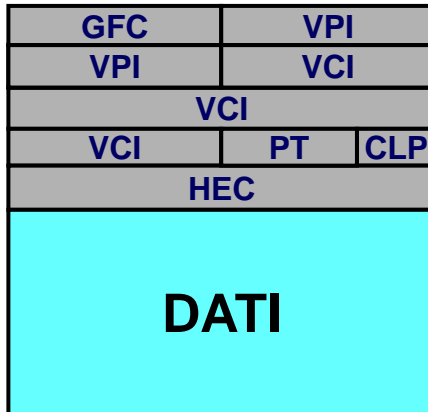 GFC VPI
VPI VCI
VCI
VCI PT CLP
HEC
DATI